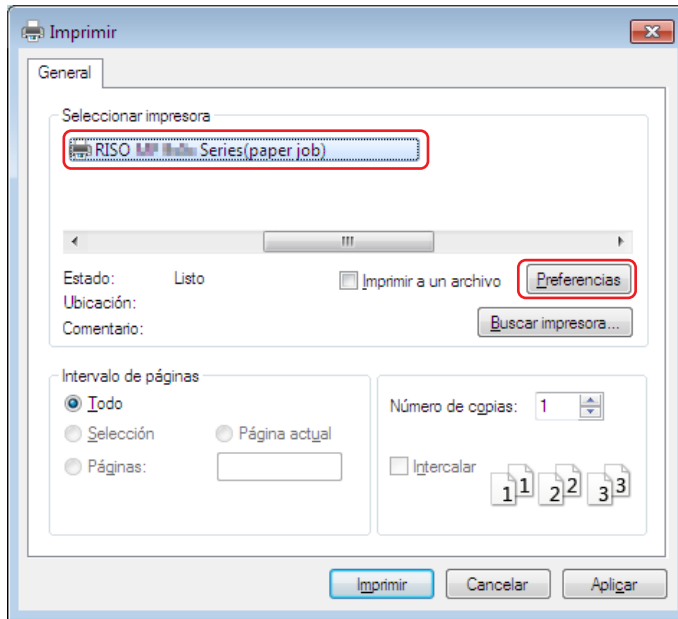 Imprimir
General
Seleccionar impresora
RISO Series(paper job)
Estado: Listo
Imprimir a un archivo
Preferencias
Ubicación:
Comentario:
Buscar impresora...
Intervalo de páginas
Todo
Selección
Página actual
Páginas:
Número de copias: 1
Intercalar
1 1 2 2 3 3
Imprimir
Cancelar
Aplicar